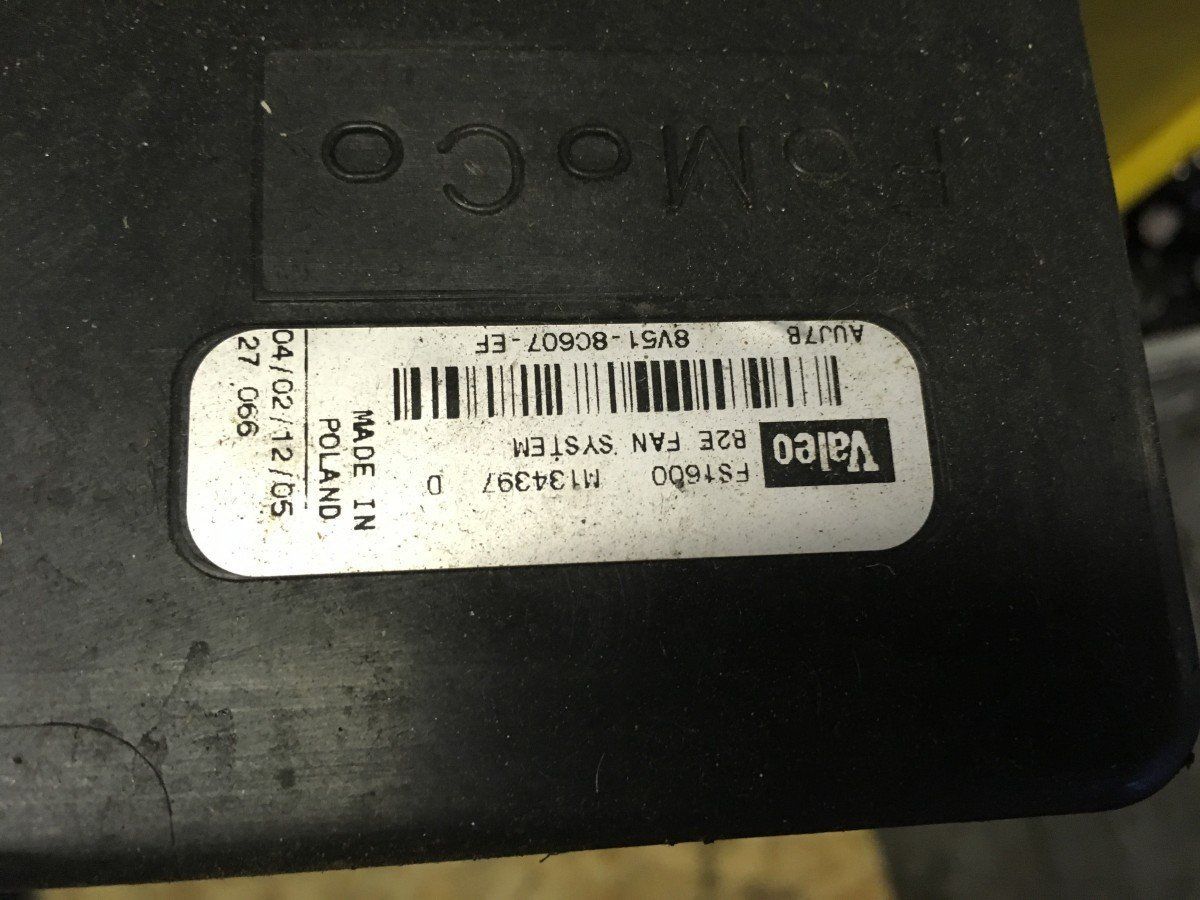 FoMoCo
Valeo
FS1600 M134397 D
B2E FAN SYSTEM
AUJ7B 8V51-8C607-EF
MADE IN
POLAND
04/02/12/05
27 066